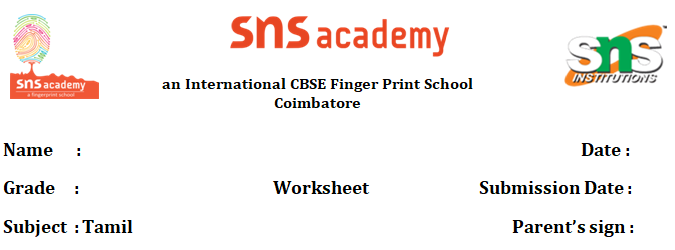 sns academy
a fingerprint school
sns academy
SnS
INSTITUTIONS
an International CBSE Finger Print School
Coimbatore
Name : Date :
Grade : Worksheet Submission Date :
Subject : Tamil Parent’s sign :